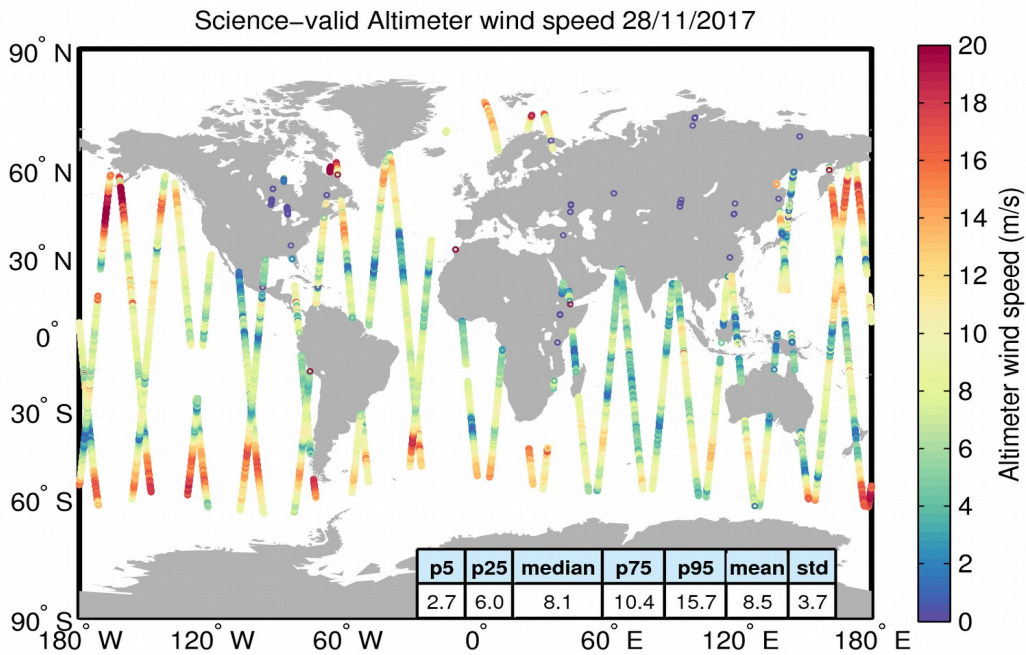 Science-valid Altimeter wind speed 28/11/2017
90° N
60° N
30° N
0°
30° S
60° S
90° S
180° W
120° W
60° W
0°
60° E
120° E
180° E
p5 p25 median p75 p95 mean std
2.7 6.0 8.1 10.4 15.7 8.5 3.7
20
18
16
14
12
10
8
6
4
2
0
Altimeter wind speed (m/s)